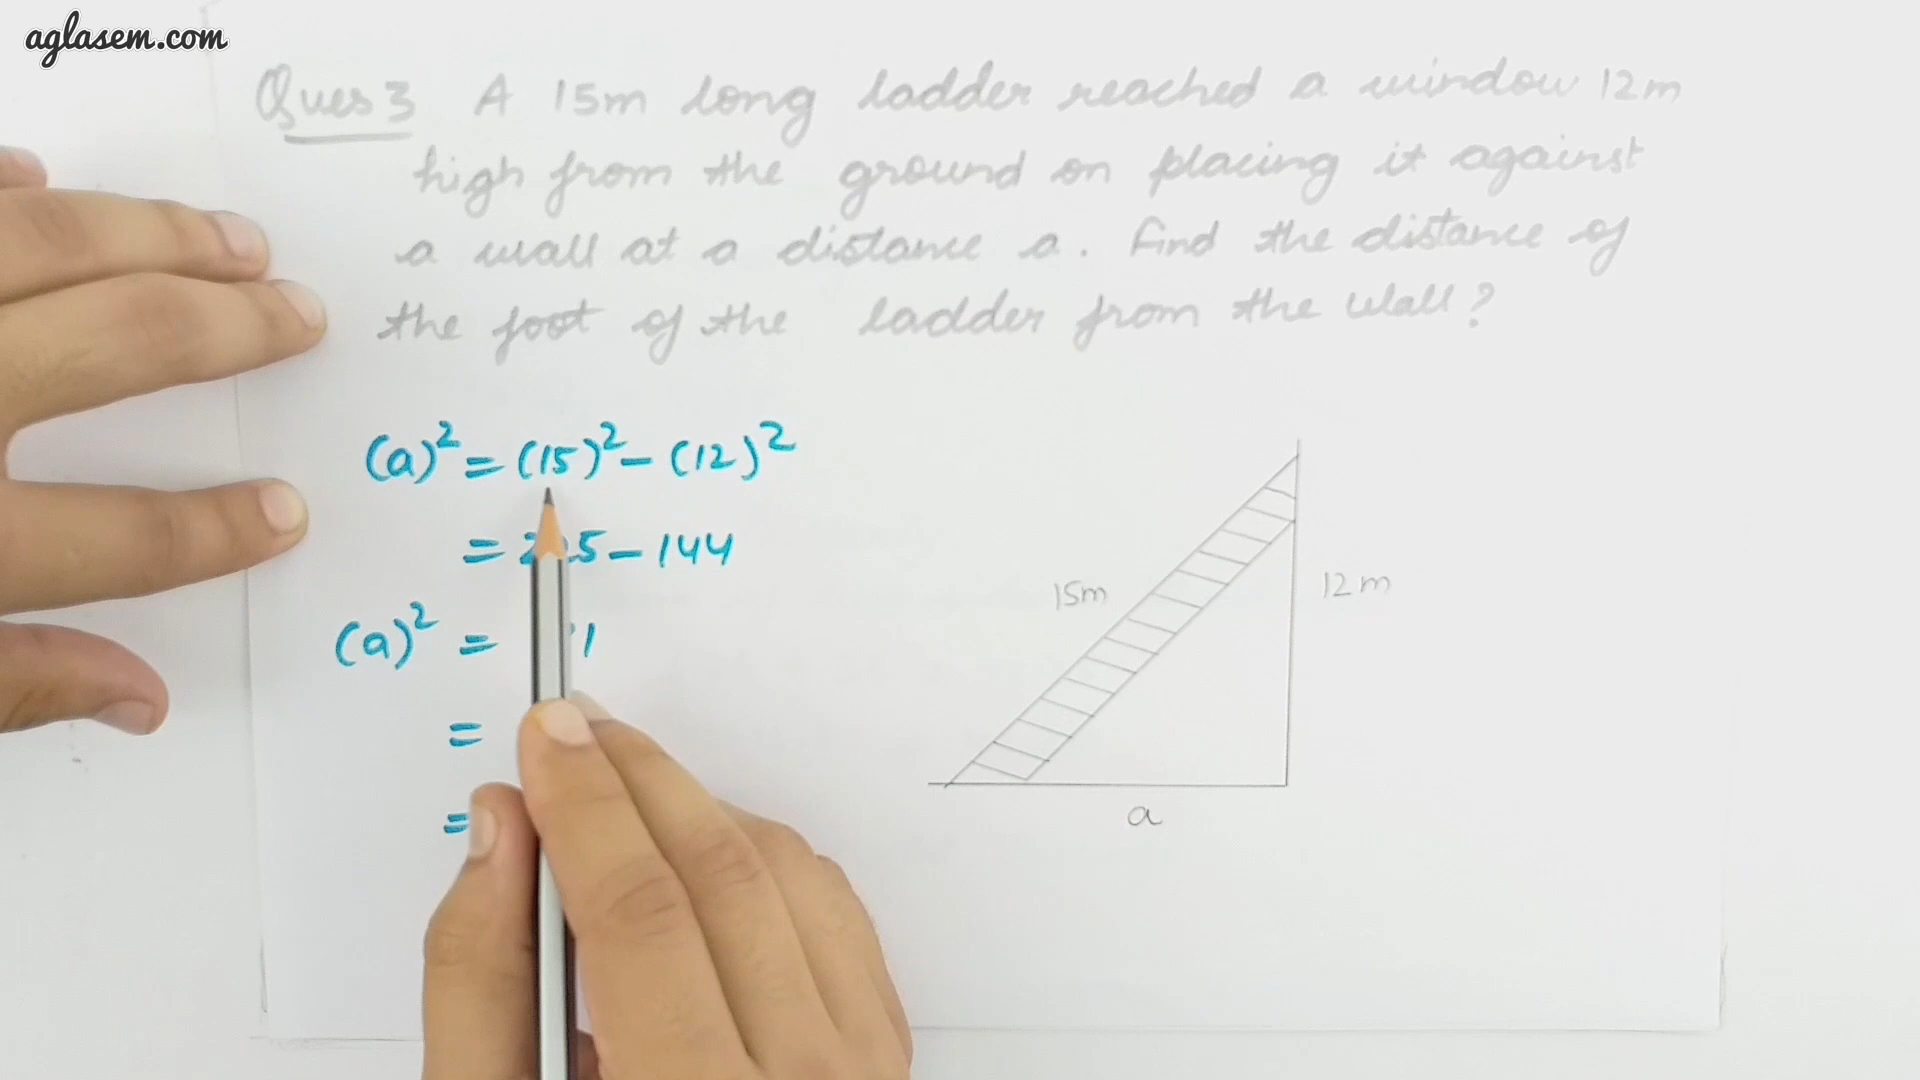 aglasem.com
Ques 3 A 15m long ladder reached a window 12m
high from the ground on placing it against
a wall at a distance a. Find the distance of
the foot of the ladder from the wall?
(a)² = (15)² - (12)²
= 5 - 144
(a)² = 1
=
=
15m
12m
a